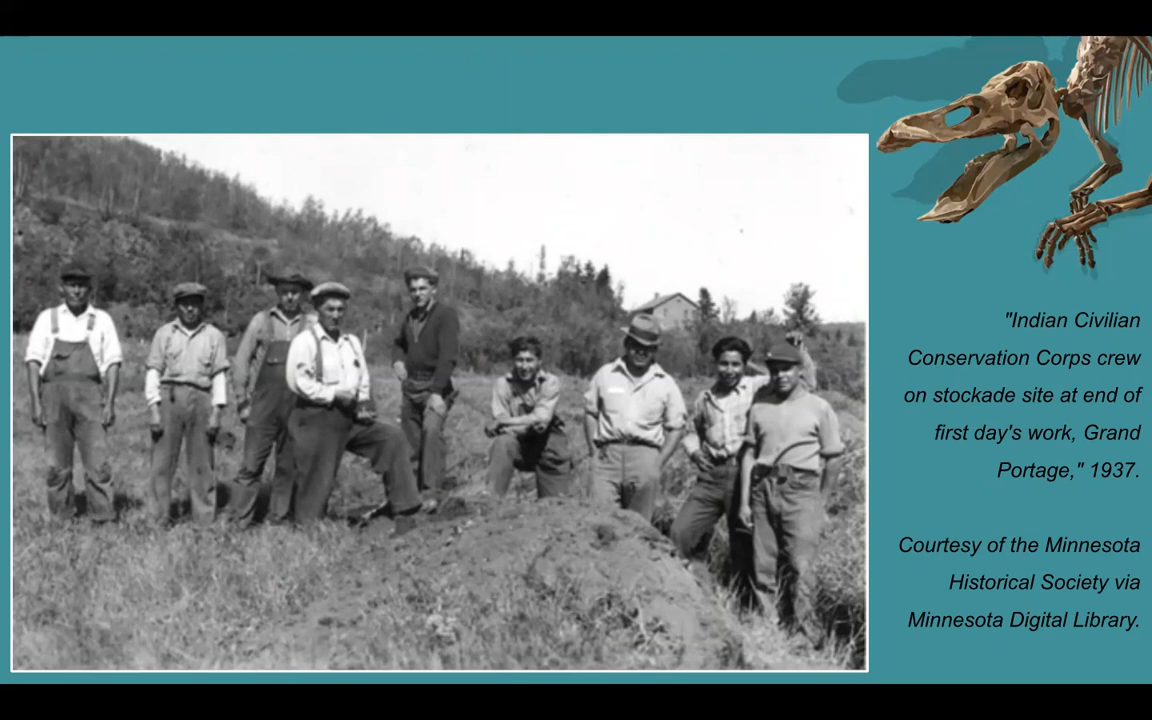 "Indian Civilian
Conservation Corps crew
on stockade site at end of
first day's work, Grand
Portage," 1937.
Courtesy of the Minnesota
Historical Society via
Minnesota Digital Library.